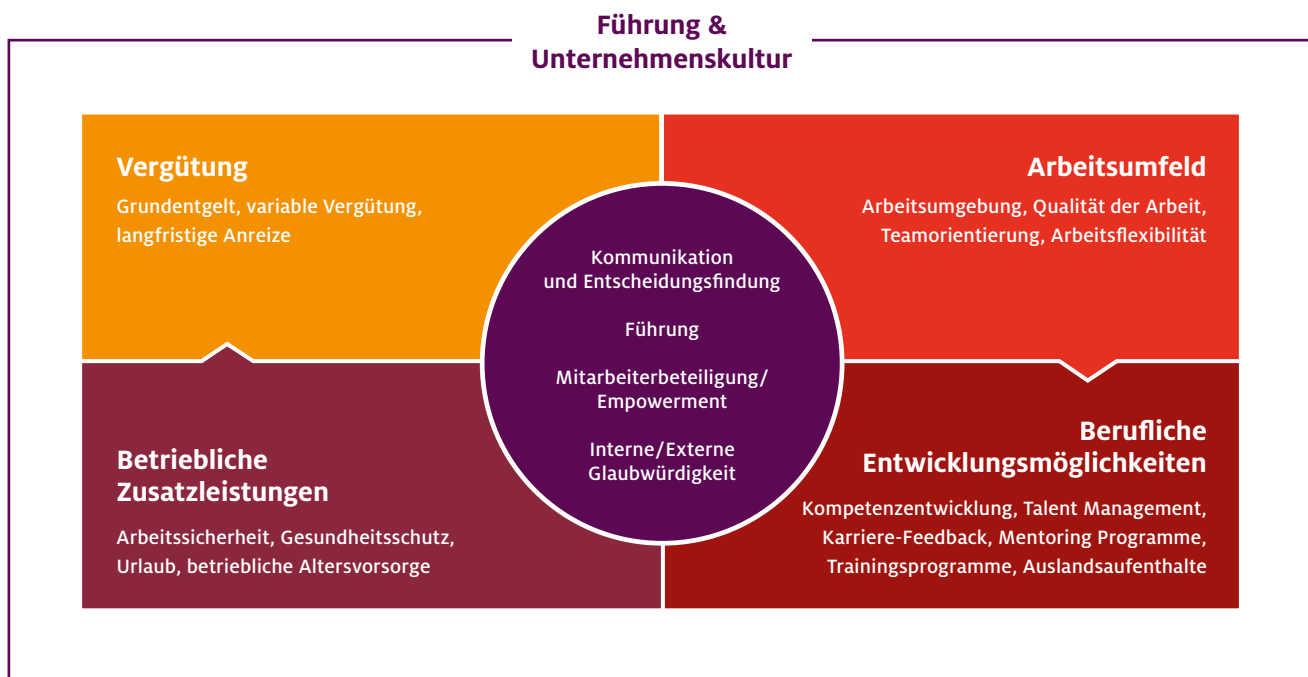 Führung &
Unternehmenskultur
Vergütung
Grundentgelt, variable Vergütung,
langfristige Anreize
Arbeitsumfeld
Arbeitsumgebung, Qualität der Arbeit,
Teamorientierung, Arbeitsflexibilität
Kommunikation
und Entscheidungsfindung
Führung
Mitarbeiterbeteiligung/
Empowerment
Interne/Externe
Glaubwürdigkeit
Betriebliche
Zusatzleistungen
Arbeitssicherheit, Gesundheitsschutz,
Urlaub, betriebliche Altersvorsorge
Berufliche
Entwicklungsmöglichkeiten
Kompetenzentwicklung, Talent Management,
Karriere-Feedback, Mentoring Programme,
Trainingsprogramme, Auslandsaufenthalte